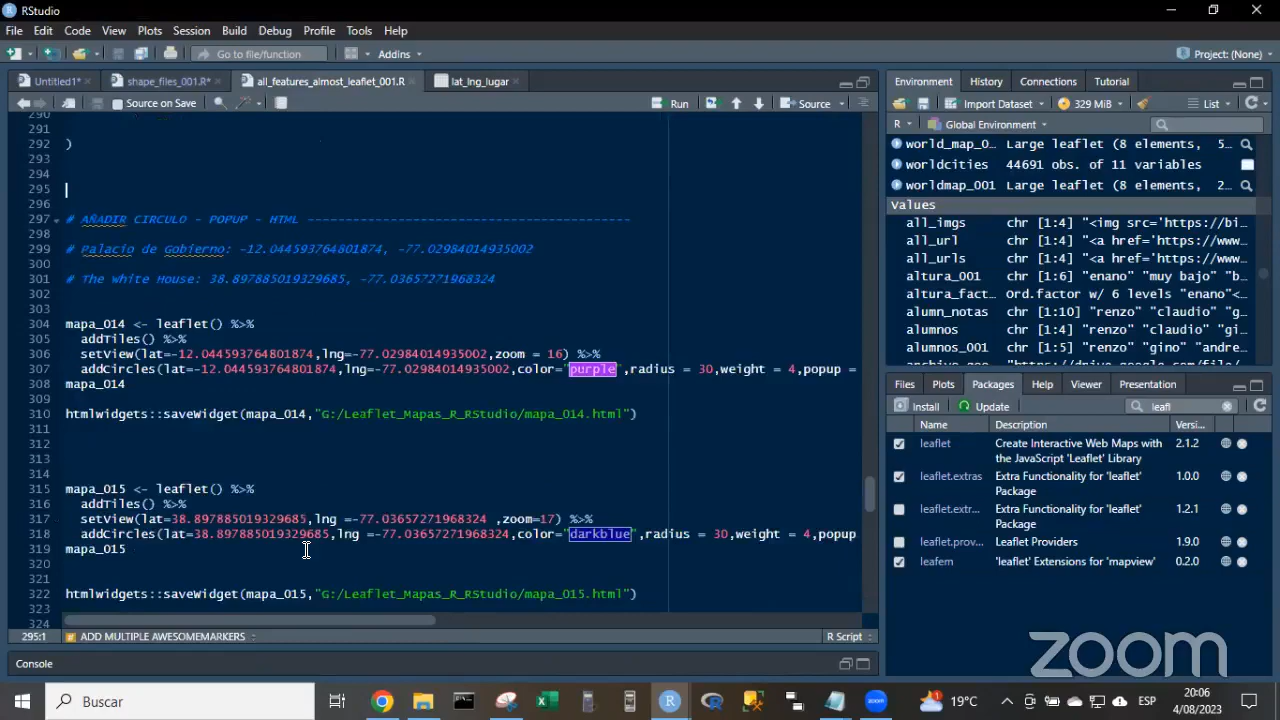 RStudio
File Edit Code View Plots Session Build Debug Profile Tools Help
Go to file/function
Addins
Project: (None)
Untitled1*
shape_files_001.R*
all_features_almost_leaflet_001.R
lat_lng_lugar
Source on Save
Run
Source
290
291
292 )
293
294
295
296
297 # AÑADIR CIRCULO - POPUP - HTML -----------------------------------------
298
299 # Palacio de Gobierno: -12.044593764801874, -77.02984014935002
300
301 # The White House: 38.897885019329685, -77.03657271968324
302
303
304 mapa_014 <- leaflet() %>%
305 addTiles() %>%
306 setView(lat=-12.044593764801874,lng=-77.02984014935002,zoom = 16) %>%
307 addCircles(lat=-12.044593764801874,lng=-77.02984014935002,color="purple",radius = 30,weight = 4,popup =
308 mapa_014
309
310 htmlwidgets::saveWidget(mapa_014,"G:/Leaflet_Mapas_R_RStudio/mapa_014.html")
311
312
313
314
315 mapa_015 <- leaflet() %>%
316 addTiles() %>%
317 setView(lat=38.897885019329685,lng =-77.03657271968324 ,zoom=17) %>%
318 addCircles(lat=38.897885019329685,lng =-77.03657271968324,color="darkblue",radius = 30,weight = 4,popup
319 mapa_015
320
321
322 htmlwidgets::saveWidget(mapa_015,"G:/Leaflet_Mapas_R_RStudio/mapa_015.html")
323
324
295:1
# ADD MULTIPLE AWESOMEMARKERS
R Script
Console
Environment History Connections Tutorial
Import Dataset
329 MiB
List
R Global Environment
world_map_0… Large leaflet (8 elements, 5…
worldcities 44691 obs. of 11 variables
worldmap_001 Large leaflet (8 elements, 2…
Values
all_imgs chr [1:4] "<img src='https://bi…
all_url chr [1:4] "<a href='https://www…
all_urls chr [1:4] "<a href='https://www…
altura_001 chr [1:6] "enano" "muy bajo" "b…
altura_fact… Ord.factor w/ 6 levels "enano"<…
alumn_notas chr [1:4] "renzo" "claudio" "gi…
alumnos chr [1:4] "renzo" "claudio" "gi…
alumnos_001 chr [1:4] "renzo" "gino" "andre…
Files Plots Packages Help Viewer Presentation
Install Update
leafl
Name Description Versi…
leaflet Create Interactive Web Maps with the JavaScript 'Leaflet' Library 2.1.2
leaflet.extras Extra Functionality for 'leaflet' Package 1.0.0
leaflet.extr… Extra Functionality for 'leaflet' Package 1.2.1
leaflet.prov… Leaflet Providers 1.9.0
leafem 'leaflet' Extensions for 'mapview' 0.2.0
zoom
Buscar
19°C
ESP
20:06
4/08/2023